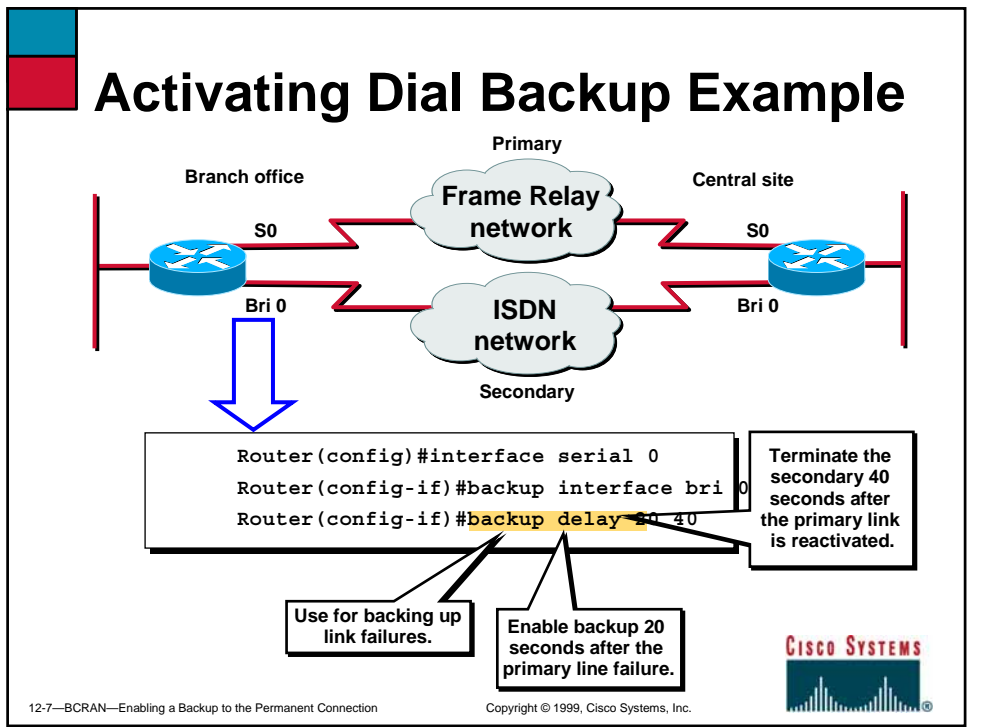 Activating Dial Backup Example
Primary
Branch office
Central site
Frame Relay
network
S0
S0
Bri 0
Bri 0
ISDN
network
Secondary
Router(config)#interface serial 0
Router(config-if)#backup interface bri 0
Router(config-if)#backup delay 20 40
Terminate the
secondary 40
seconds after
the primary link
is reactivated.
Use for backing up
link failures.
Enable backup 20
seconds after the
primary line failure.
CISCO SYSTEMS
®
12-7—BCRAN—Enabling a Backup to the Permanent Connection
Copyright © 1999, Cisco Systems, Inc.